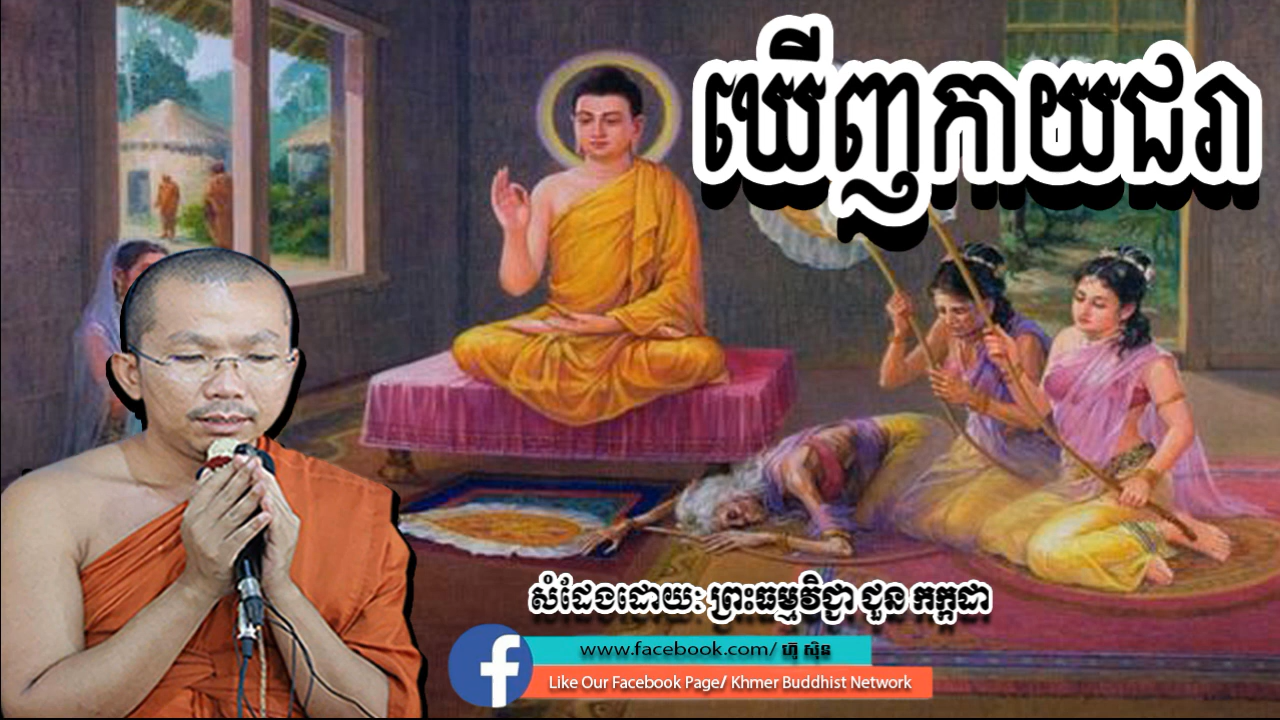 ឃើញកាយជរា
សំដែងដោយ: ព្រះធម្មវិជ្ជា ជួន កក្កដា
www.facebook.com/ ហ៊ូ ស៊ិន
Like Our Facebook Page/ Khmer Buddhist Network